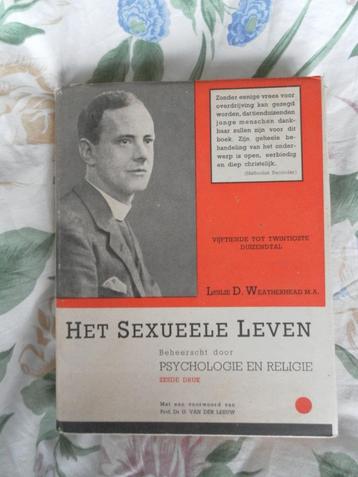 Zonder eenige vrees voor
overdrijving kan gezegd
worden, dat tienduizenden
jonge menschen dank-
baar zullen zijn voor dit
boek. Zijn geheele be-
handeling van het onder-
werp is open, eerbiedig
en diep christelijk.
(Methodist Recorder)
VIJFTIENDE TOT TWINTIGSTE
DUIZENDTAL
LESLIE D. WEATHERHEAD M.A.
HET SEXUEELE LEVEN
Beheerscht door
PSYCHOLOGIE EN RELIGIE
ZESDE DRUK
Met een voorwoord van
Prof. Dr G. VAN DER LEEUW